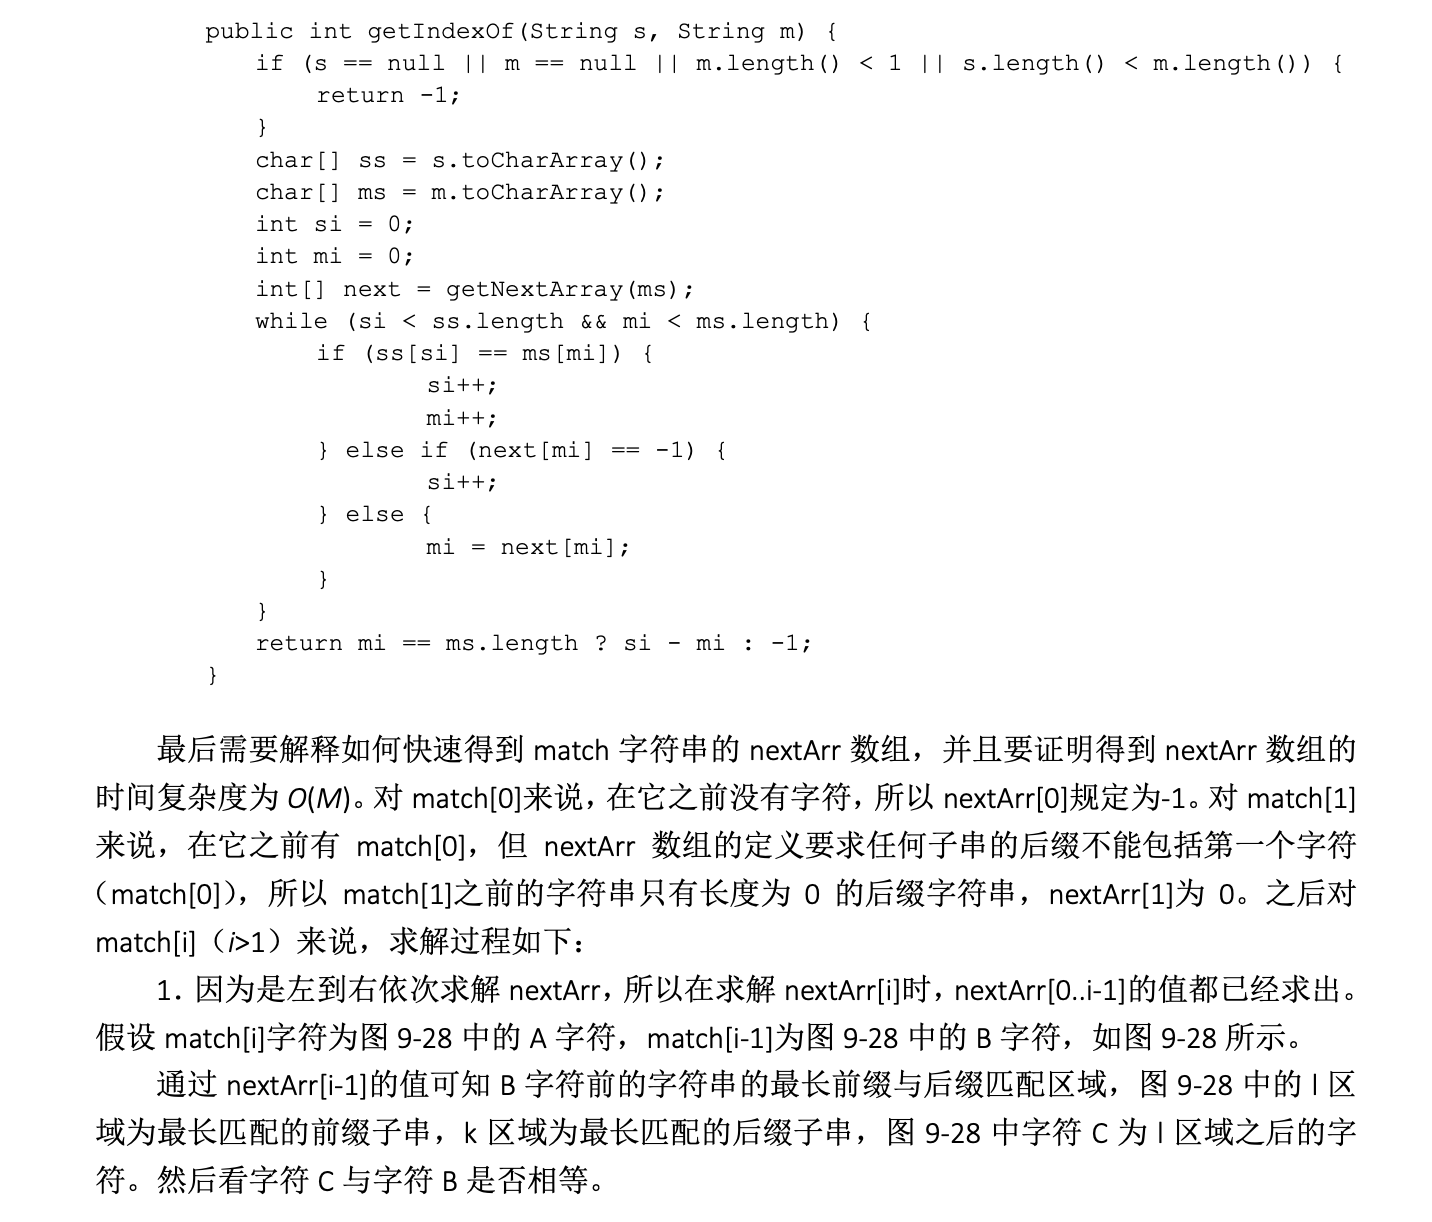 public int getIndexOf(String s, String m) {
if (s == null || m == null || m.length() < 1 || s.length() < m.length()) {
return -1;
}
char[] ss = s.toCharArray();
char[] ms = m.toCharArray();
int si = 0;
int mi = 0;
int[] next = getNextArray(ms);
while (si < ss.length && mi < ms.length) {
if (ss[si] == ms[mi]) {
si++;
mi++;
} else if (next[mi] == -1) {
si++;
} else {
mi = next[mi];
}
}
return mi == ms.length ? si - mi : -1;
}
最后需要解释如何快速得到 match 字符串的 nextArr 数组，并且要证明得到 nextArr 数组的
时间复杂度为 O(M)。对 match[0]来说，在它之前没有字符，所以 nextArr[0]规定为-1。对 match[1]
来说，在它之前有 match[0]，但 nextArr 数组的定义要求任何子串的后缀不能包括第一个字符
（match[0]），所以 match[1]之前的字符串只有长度为 0 的后缀字符串，nextArr[1]为 0。之后对
match[i]（i>1）来说，求解过程如下：
1. 因为是左到右依次求解 nextArr，所以在求解 nextArr[i]时，nextArr[0..i-1]的值都已经求出。
假设 match[i]字符为图 9-28 中的 A 字符，match[i-1]为图 9-28 中的 B 字符，如图 9-28 所示。
通过 nextArr[i-1]的值可知 B 字符前的字符串的最长前缀与后缀匹配区域，图 9-28 中的 l 区
域为最长匹配的前缀子串，k 区域为最长匹配的后缀子串，图 9-28 中字符 C 为 l 区域之后的字
符。然后看字符 C 与字符 B 是否相等。